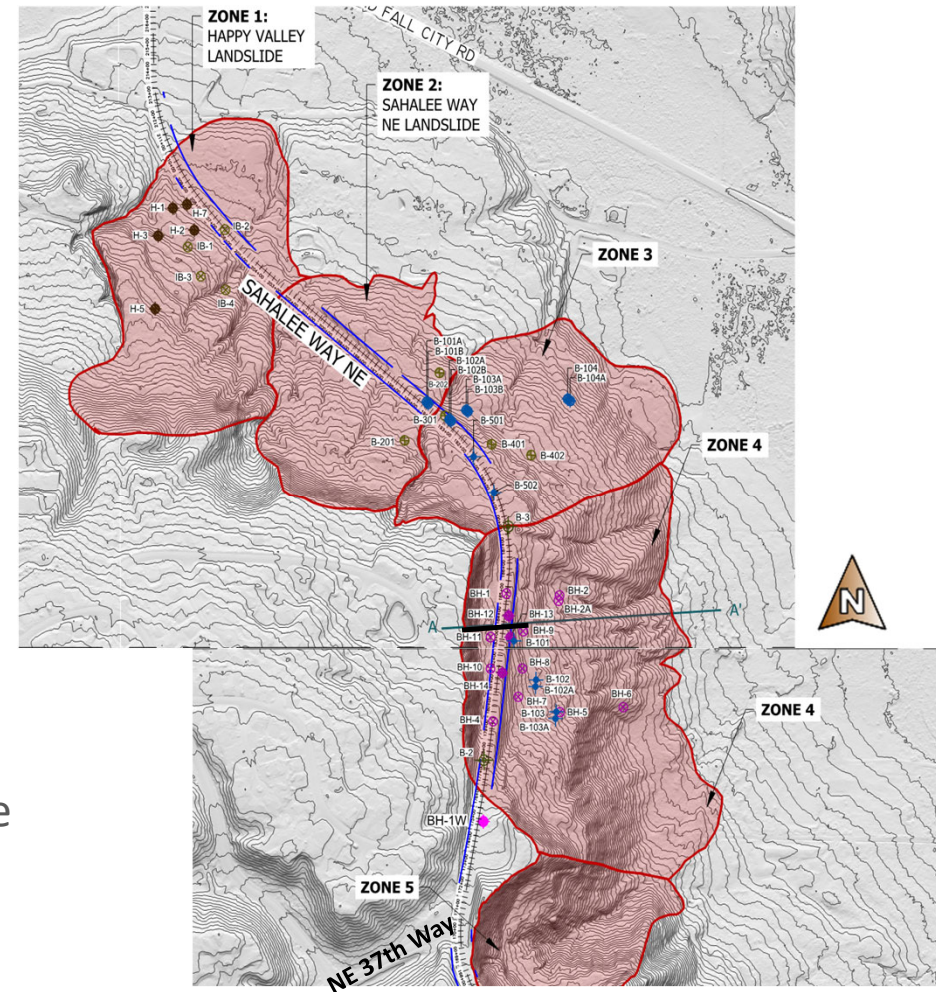 ZONE 1:
HAPPY VALLEY
LANDSLIDE
D FALL CITY RD
ZONE 2:
SAHALEE WAY
NE LANDSLIDE
ZONE 3
H-1
H-7
B-2
H-3
H-2
IB-1
IB-3
IB-4
H-5
SAHALEE WAY NE
B-101A
B-101B
B-102A
B-102B
B-202
B-103A
B-103B
B-104
B-104A
B-301
B-501
B-201
B-401
B-402
ZONE 4
B-502
B-3
BH-1
BH-2
BH-2A
BH-12
BH-13
A
A'
BH-11
BH-9
B-101
BH-10
BH-8
BH-14
B-102
B-102A
BH-7
BH-6
B-103
BH-5
BH-4
B-103A
ZONE 4
B-2
e
BH-1W
ZONE 5
NE 37th Way
N